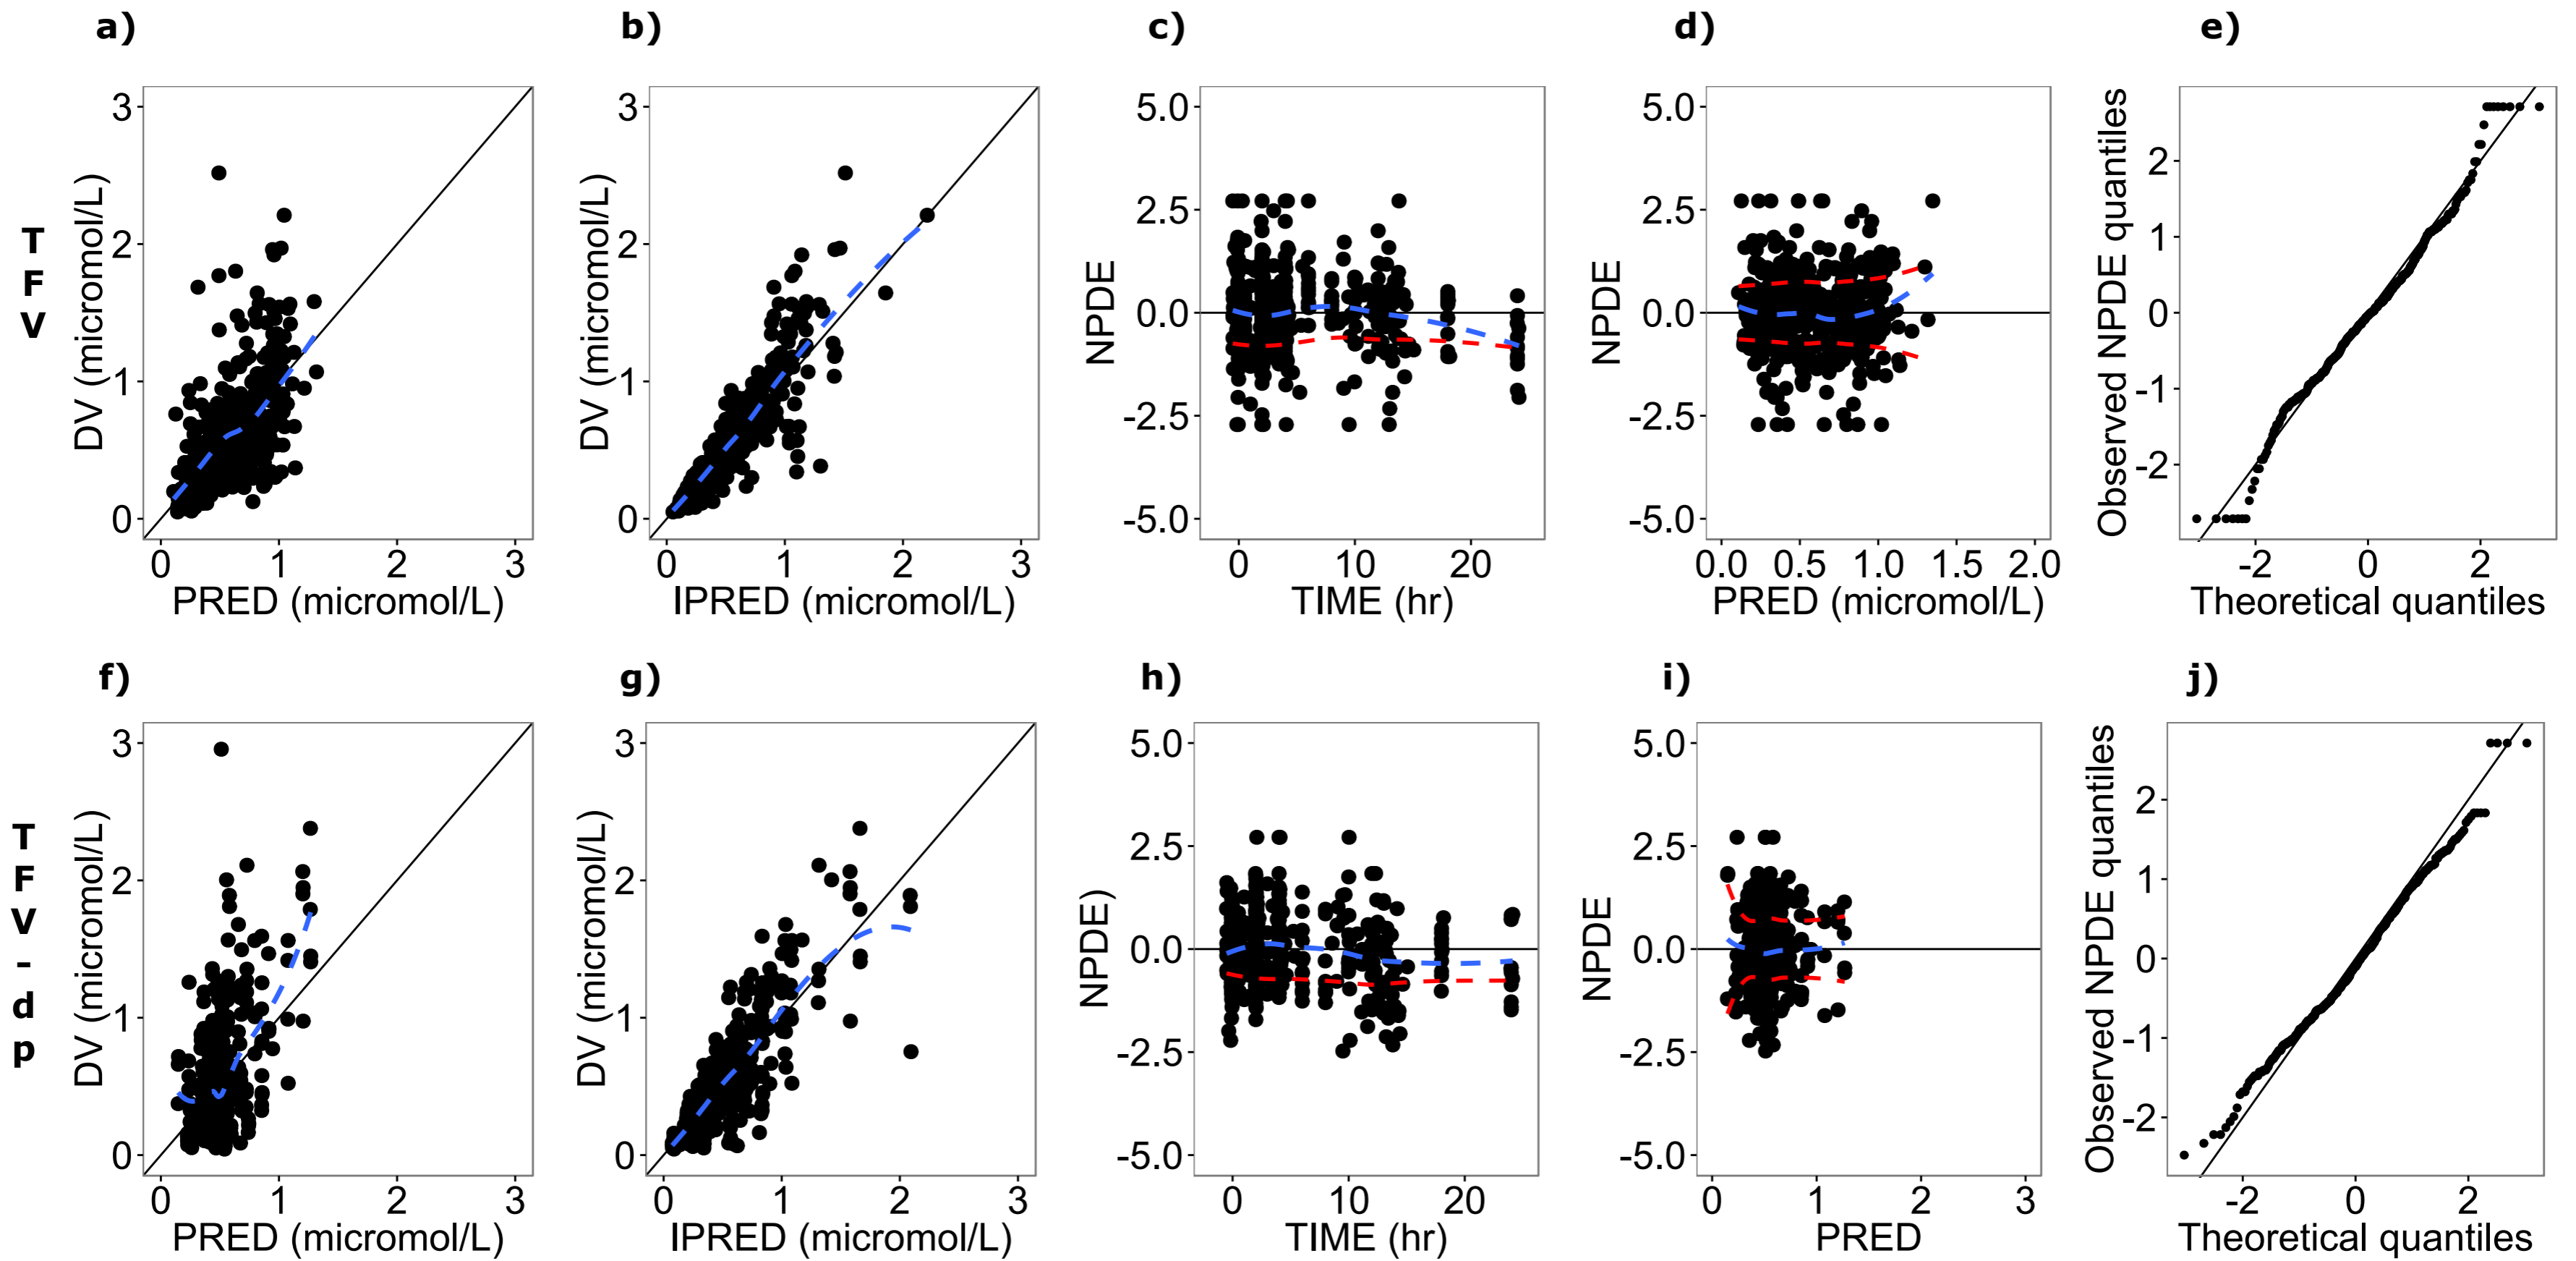 a)
b)
c)
d)
e)
T
F
V
DV (micromol/L)
3
2
1
0
0 1 2 3
PRED (micromol/L)
DV (micromol/L)
3
2
1
0
0 1 2 3
IPRED (micromol/L)
NPDE
5.0
2.5
0.0
-2.5
-5.0
0 10 20
TIME (hr)
NPDE
5.0
2.5
0.0
-2.5
-5.0
0.0 0.5 1.0 1.5 2.0
PRED (micromol/L)
Observed NPDE quantiles
2
1
0
-1
-2
-2 0 2
Theoretical quantiles
f)
g)
h)
i)
j)
T
F
V
-
d
p
DV (micromol/L)
3
2
1
0
0 1 2 3
PRED (micromol/L)
DV (micromol/L)
3
2
1
0
0 1 2 3
IPRED (micromol/L)
NPDE)
5.0
2.5
0.0
-2.5
-5.0
0 10 20
TIME (hr)
NPDE
5.0
2.5
0.0
-2.5
-5.0
0 1 2 3
PRED
Observed NPDE quantiles
2
1
0
-1
-2
-2 0 2
Theoretical quantiles